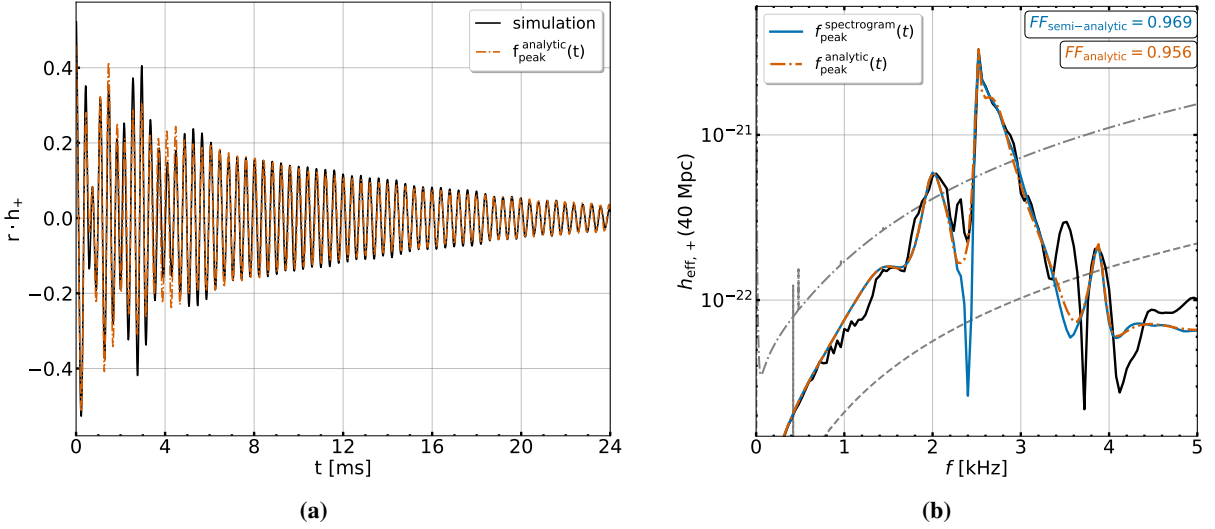 simulation
f_peak^analytic(t)
0.4
0.2
0.0
−0.2
−0.4
r · h₊
0 4 8 12 16 20 24
t [ms]
(a)
f_peak^spectrogram(t)
f_peak^analytic(t)
FF_semi−analytic = 0.969
FF_analytic = 0.956
10⁻²¹
10⁻²²
h_eff, + (40 Mpc)
0 1 2 3 4 5
f [kHz]
(b)